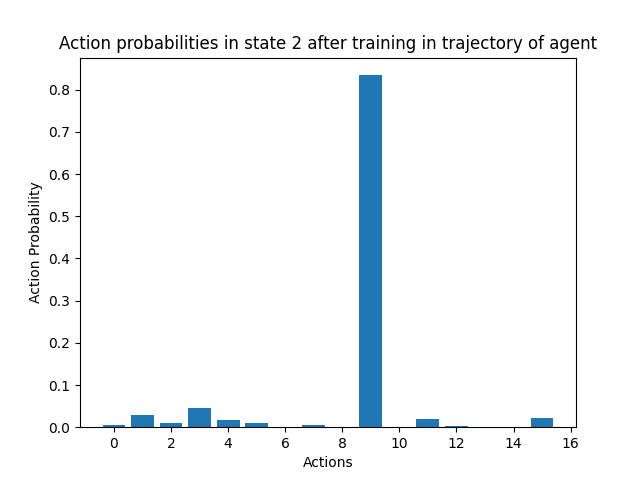 Action probabilities in state 2 after training in trajectory of agent
Action Probability
0.8
0.7
0.6
0.5
0.4
0.3
0.2
0.1
0.0
0 2 4 6 8 10 12 14 16
Actions